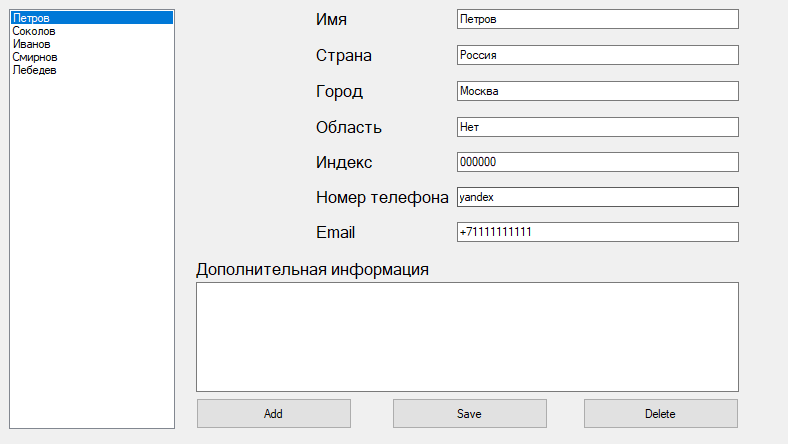 Петров
Соколов
Иванов
Смирнов
Лебедев
Имя Петров
Страна Россия
Город Москва
Область Нет
Индекс 000000
Номер телефона yandex
Email +71111111111
Дополнительная информация
Add Save Delete